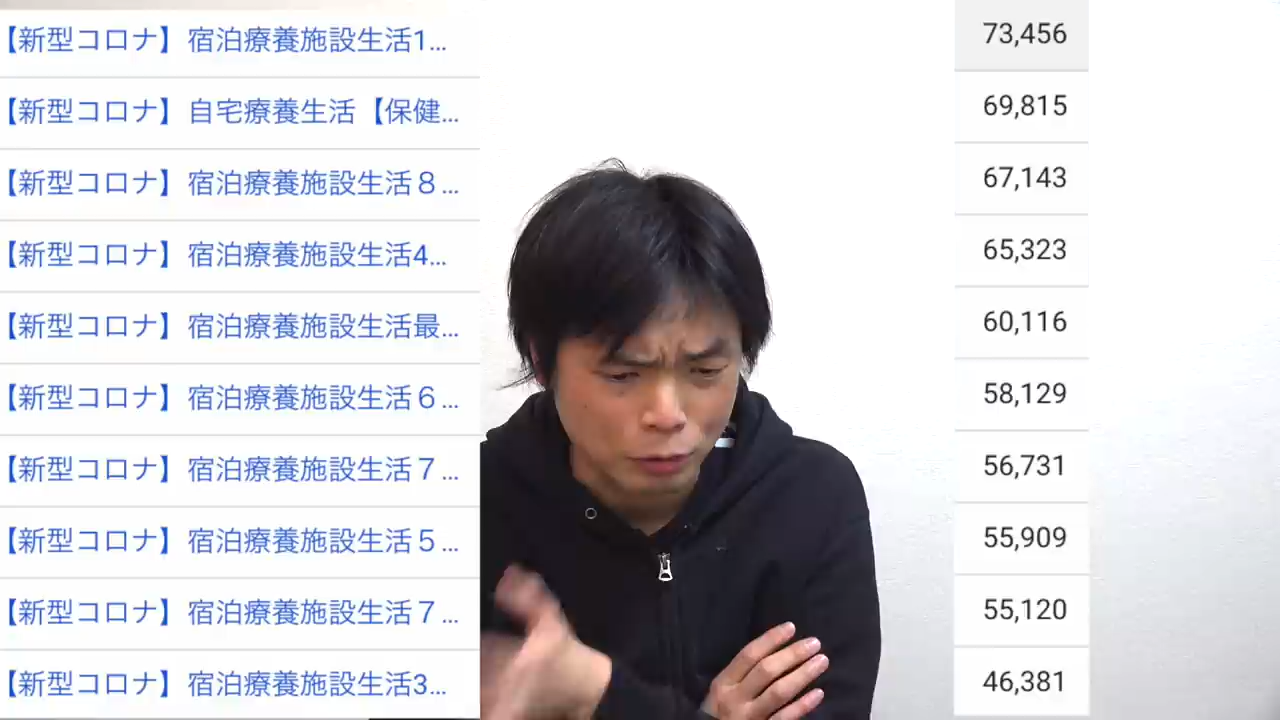 【新型コロナ】宿泊療養施設生活1... 73,456
【新型コロナ】自宅療養生活【保健... 69,815
【新型コロナ】宿泊療養施設生活８... 67,143
【新型コロナ】宿泊療養施設生活4... 65,323
【新型コロナ】宿泊療養施設生活最... 60,116
【新型コロナ】宿泊療養施設生活６... 58,129
【新型コロナ】宿泊療養施設生活７... 56,731
【新型コロナ】宿泊療養施設生活５... 55,909
【新型コロナ】宿泊療養施設生活７... 55,120
【新型コロナ】宿泊療養施設生活3... 46,381